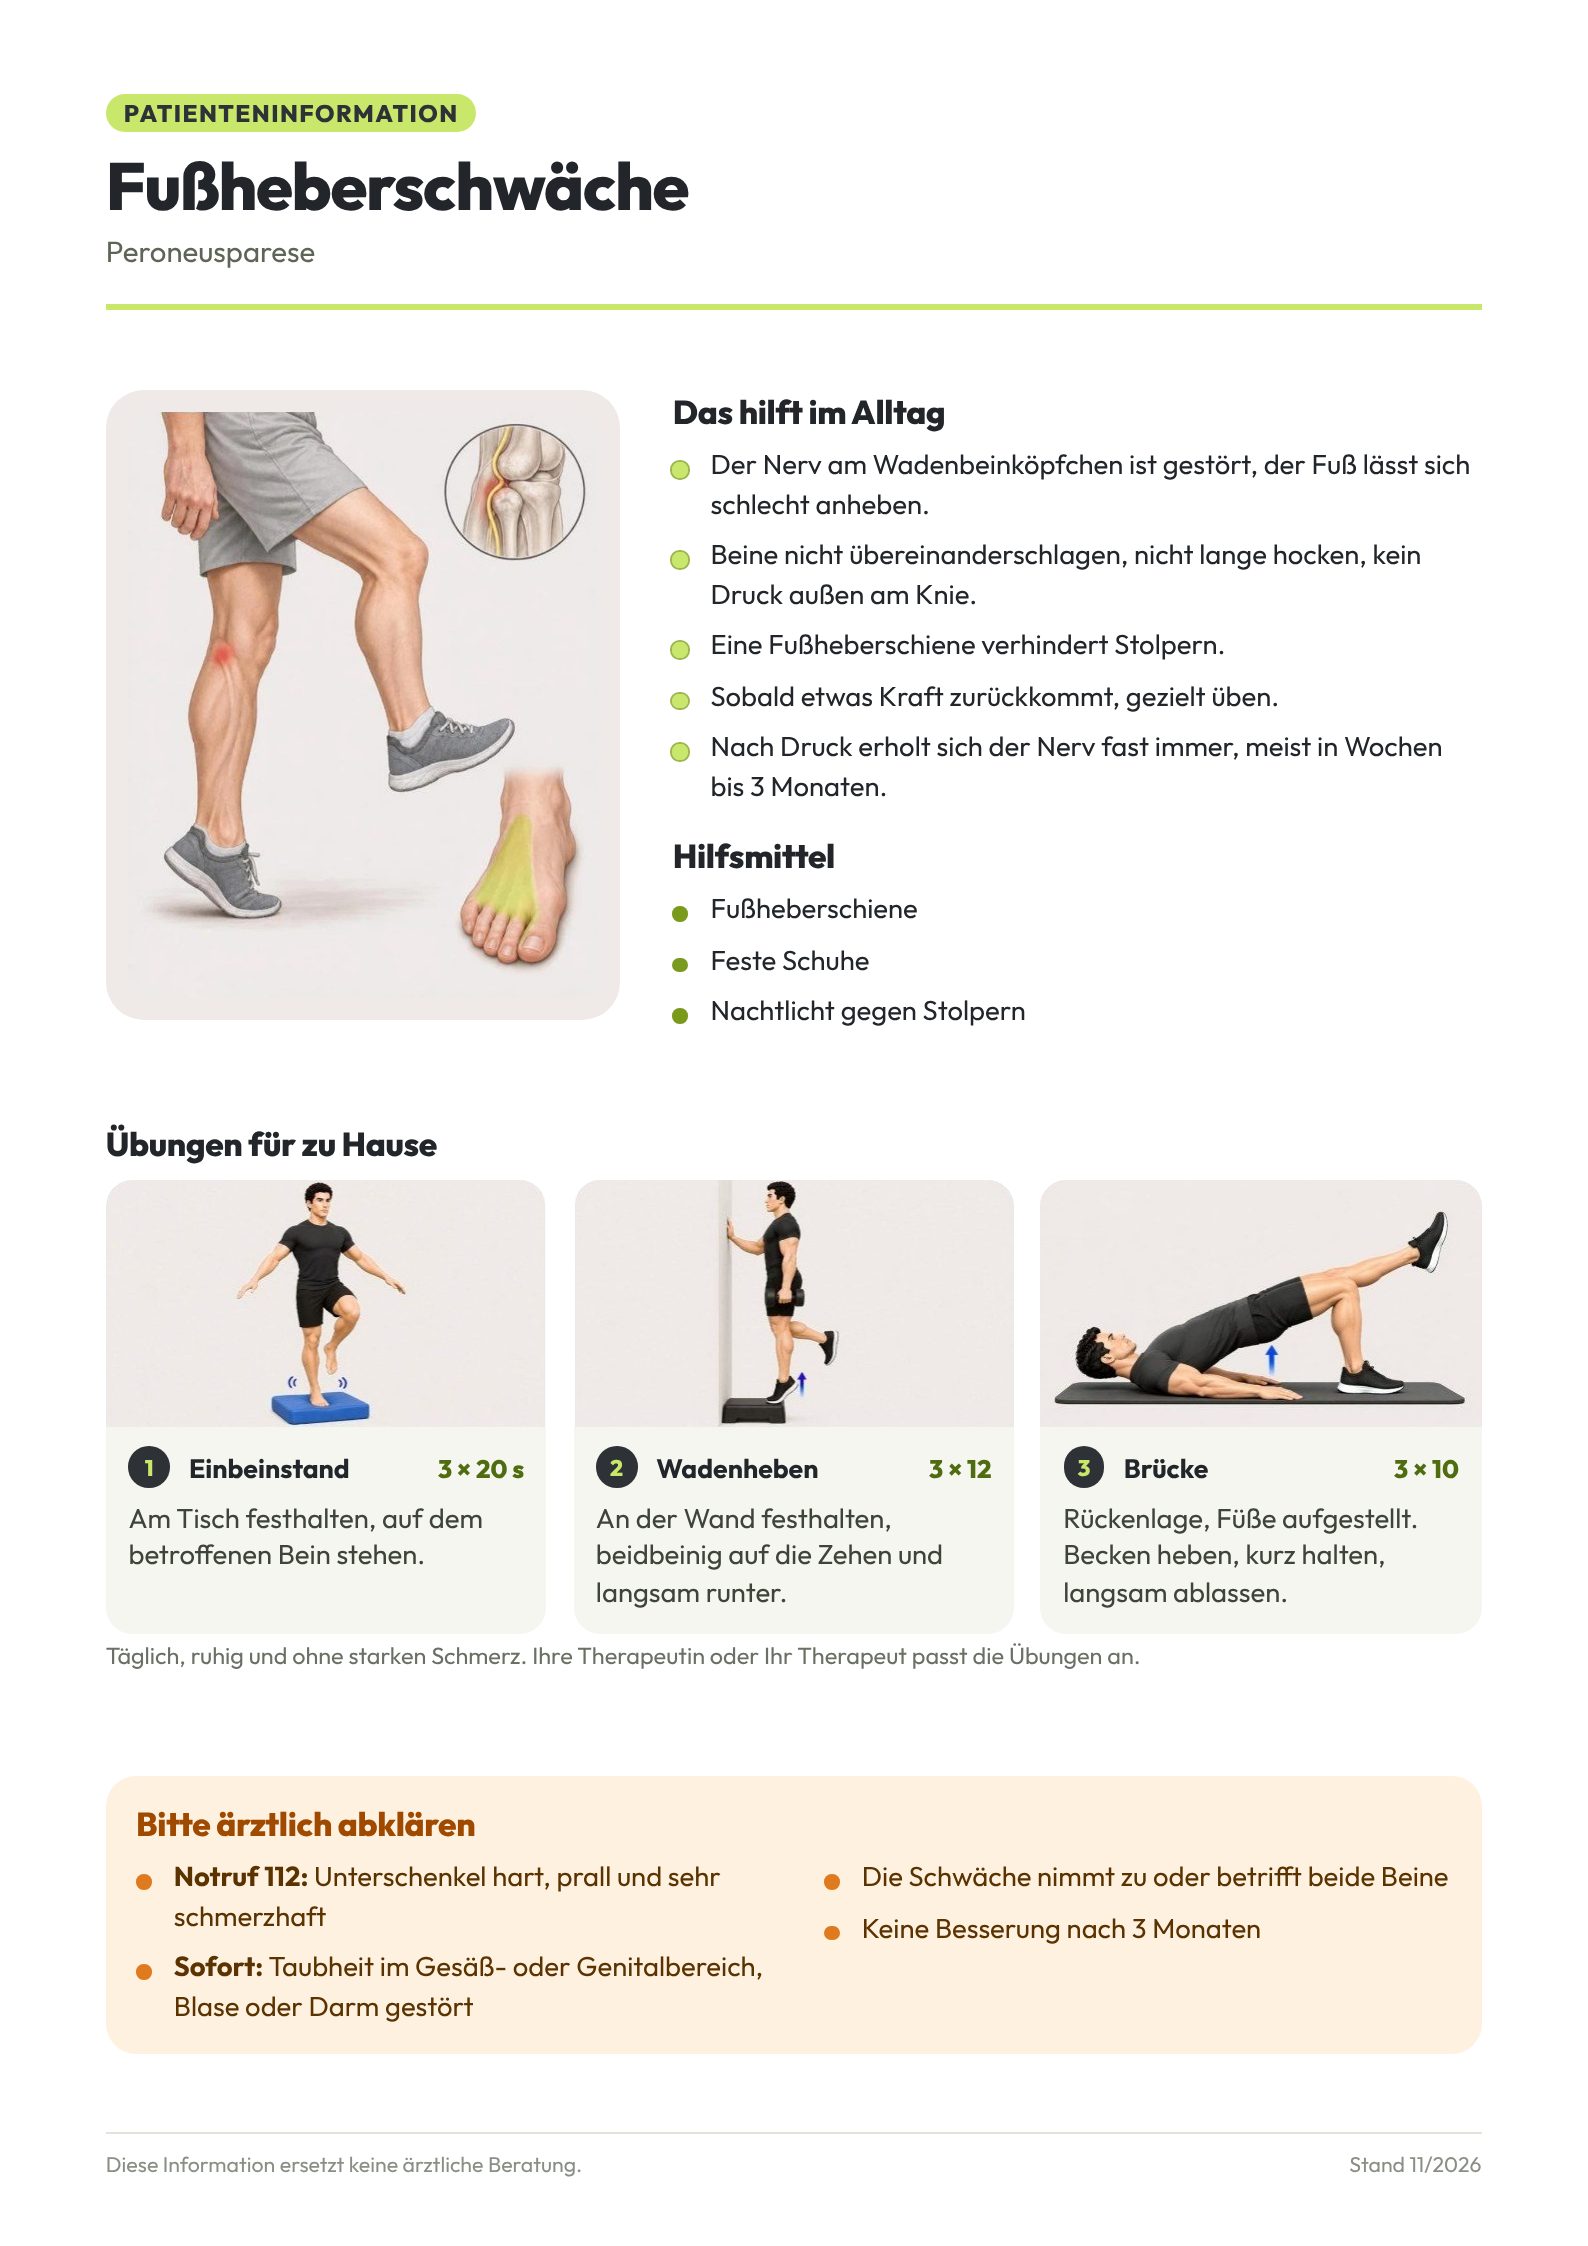 PATIENTENINFORMATION
Fußheberschwäche
Peroneusparese
Das hilft im Alltag
Der Nerv am Wadenbeinköpfchen ist gestört, der Fuß lässt sich
schlecht anheben.
Beine nicht übereinanderschlagen, nicht lange hocken, kein
Druck außen am Knie.
Eine Fußheberschiene verhindert Stolpern.
Sobald etwas Kraft zurückkommt, gezielt üben.
Nach Druck erholt sich der Nerv fast immer, meist in Wochen
bis 3 Monaten.
Hilfsmittel
Fußheberschiene
Feste Schuhe
Nachtlicht gegen Stolpern
Übungen für zu Hause
1 Einbeinstand 3 × 20 s
Am Tisch festhalten, auf dem
betroffenen Bein stehen.
2 Wadenheben 3 × 12
An der Wand festhalten,
beidbeinig auf die Zehen und
langsam runter.
3 Brücke 3 × 10
Rückenlage, Füße aufgestellt.
Becken heben, kurz halten,
langsam ablassen.
Täglich, ruhig und ohne starken Schmerz. Ihre Therapeutin oder Ihr Therapeut passt die Übungen an.
Bitte ärztlich abklären
Notruf 112: Unterschenkel hart, prall und sehr
schmerzhaft
Sofort: Taubheit im Gesäß- oder Genitalbereich,
Blase oder Darm gestört
Die Schwäche nimmt zu oder betrifft beide Beine
Keine Besserung nach 3 Monaten
Diese Information ersetzt keine ärztliche Beratung.
Stand 11/2026